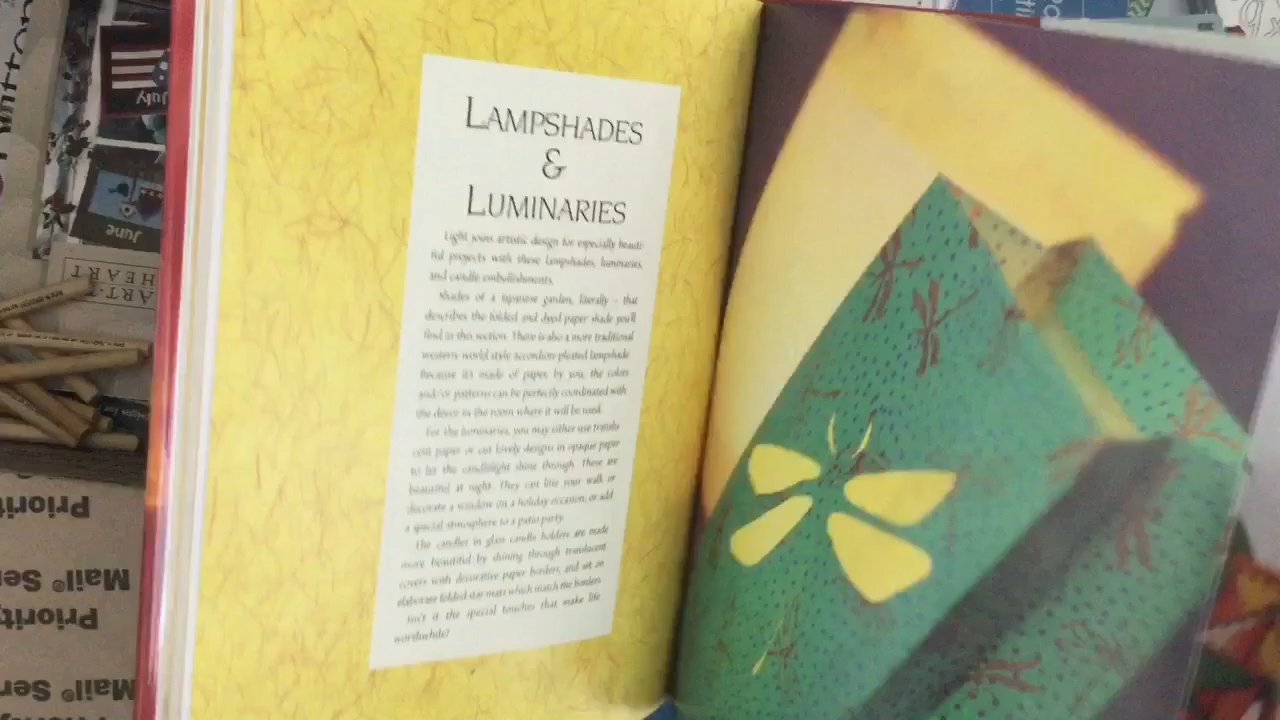 LAMPSHADES
&
LUMINARIES
Light joins artistic design for especially beauti-
ful projects with these lampshades, luminaries,
and candle embellishments.
Shades of a Japanese garden, literally – that
describes the folded and dyed paper shade you'll
find in this section. There is also a more traditional
western world style accordion-pleated lampshade.
Because it's made of paper, by you, the colors
and/or patterns can be perfectly coordinated with
the decor in the room where it will be used.
For the luminaries, you may either use translu-
cent paper or cut lovely designs in opaque paper
to let the candlelight shine through. These are
beautiful at night. They can line your walk or
decorate a window on a holiday occasion, or add
a special atmosphere to a patio party.
The candles in glass candle holders are made
more beautiful by shining through translucent
covers with decorative paper borders, and set on
elaborate folded star mats which match the borders.
Isn't it the special touches that make life
worthwhile?
July
June
ART
HEART
Priorit
Mail® Ser
Priority
Mail® Ser